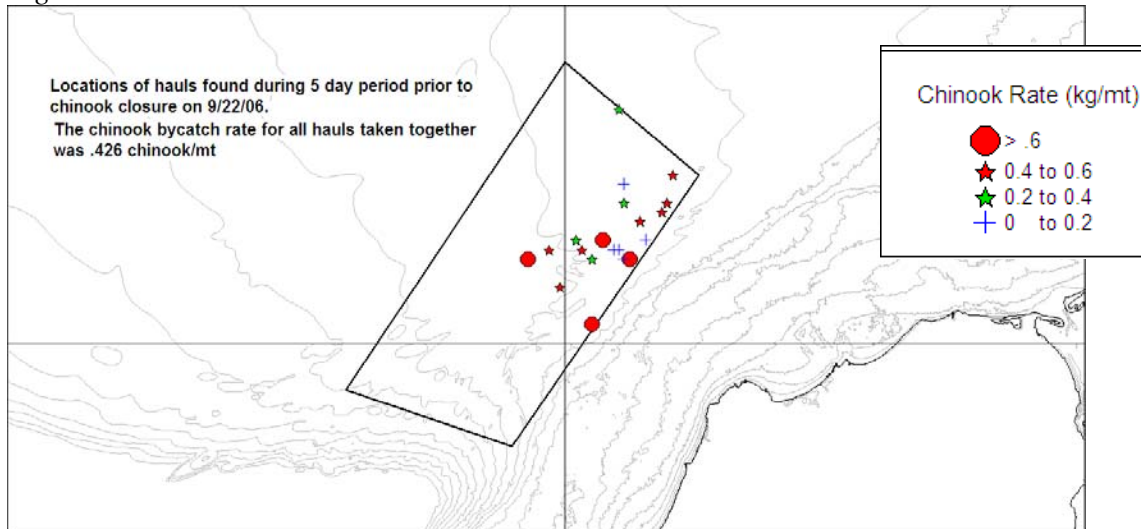 Locations of hauls found during 5 day period prior to
chinook closure on 9/22/06.
The chinook bycatch rate for all hauls taken together
was .426 chinook/mt
Chinook Rate (kg/mt)
> .6
0.4 to 0.6
0.2 to 0.4
0 to 0.2